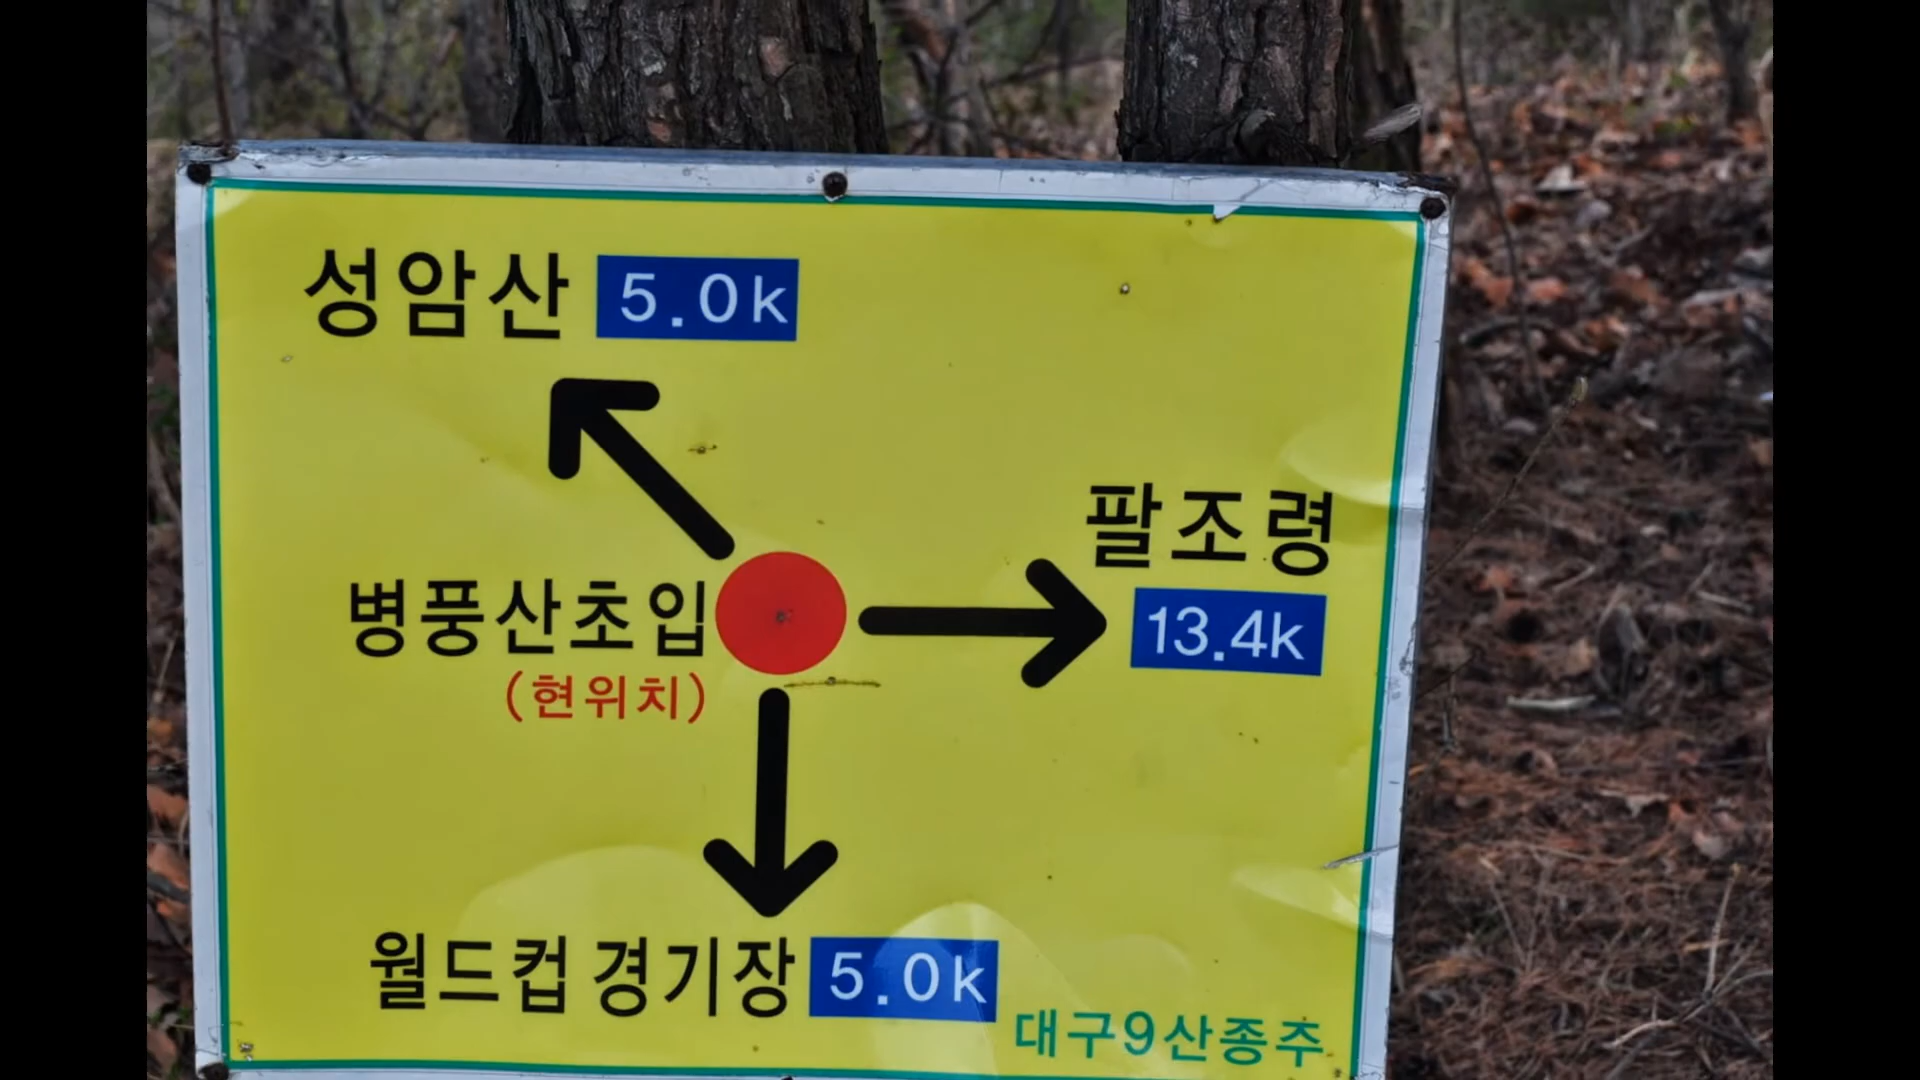 성암산 5.0k
팔조령
13.4k
병풍산초입
(현위치)
월드컵 경기장 5.0k
대구9산종주